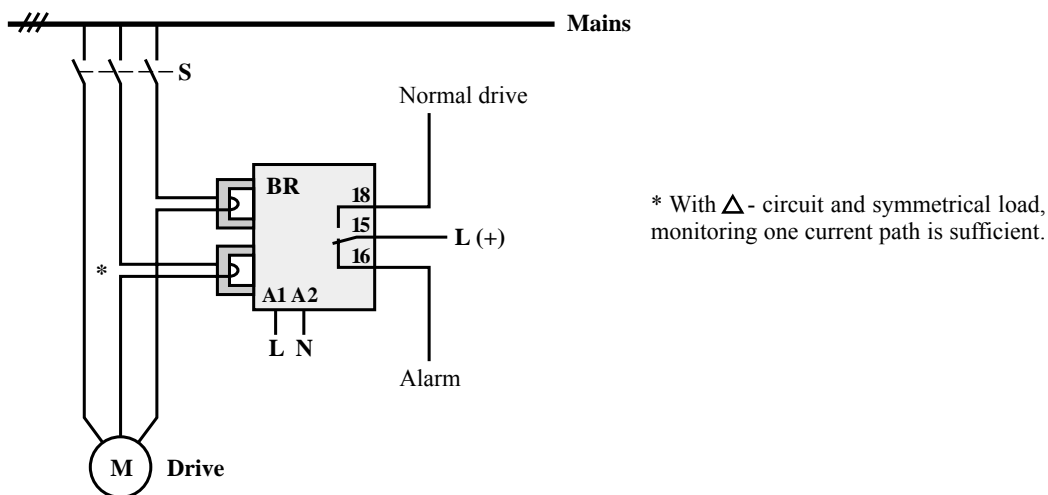 Mains
S
Normal drive
BR
18
15
L (+)
16
*
A1 A2
L N
Alarm
M
Drive
* With Δ - circuit and symmetrical load,
monitoring one current path is sufficient.